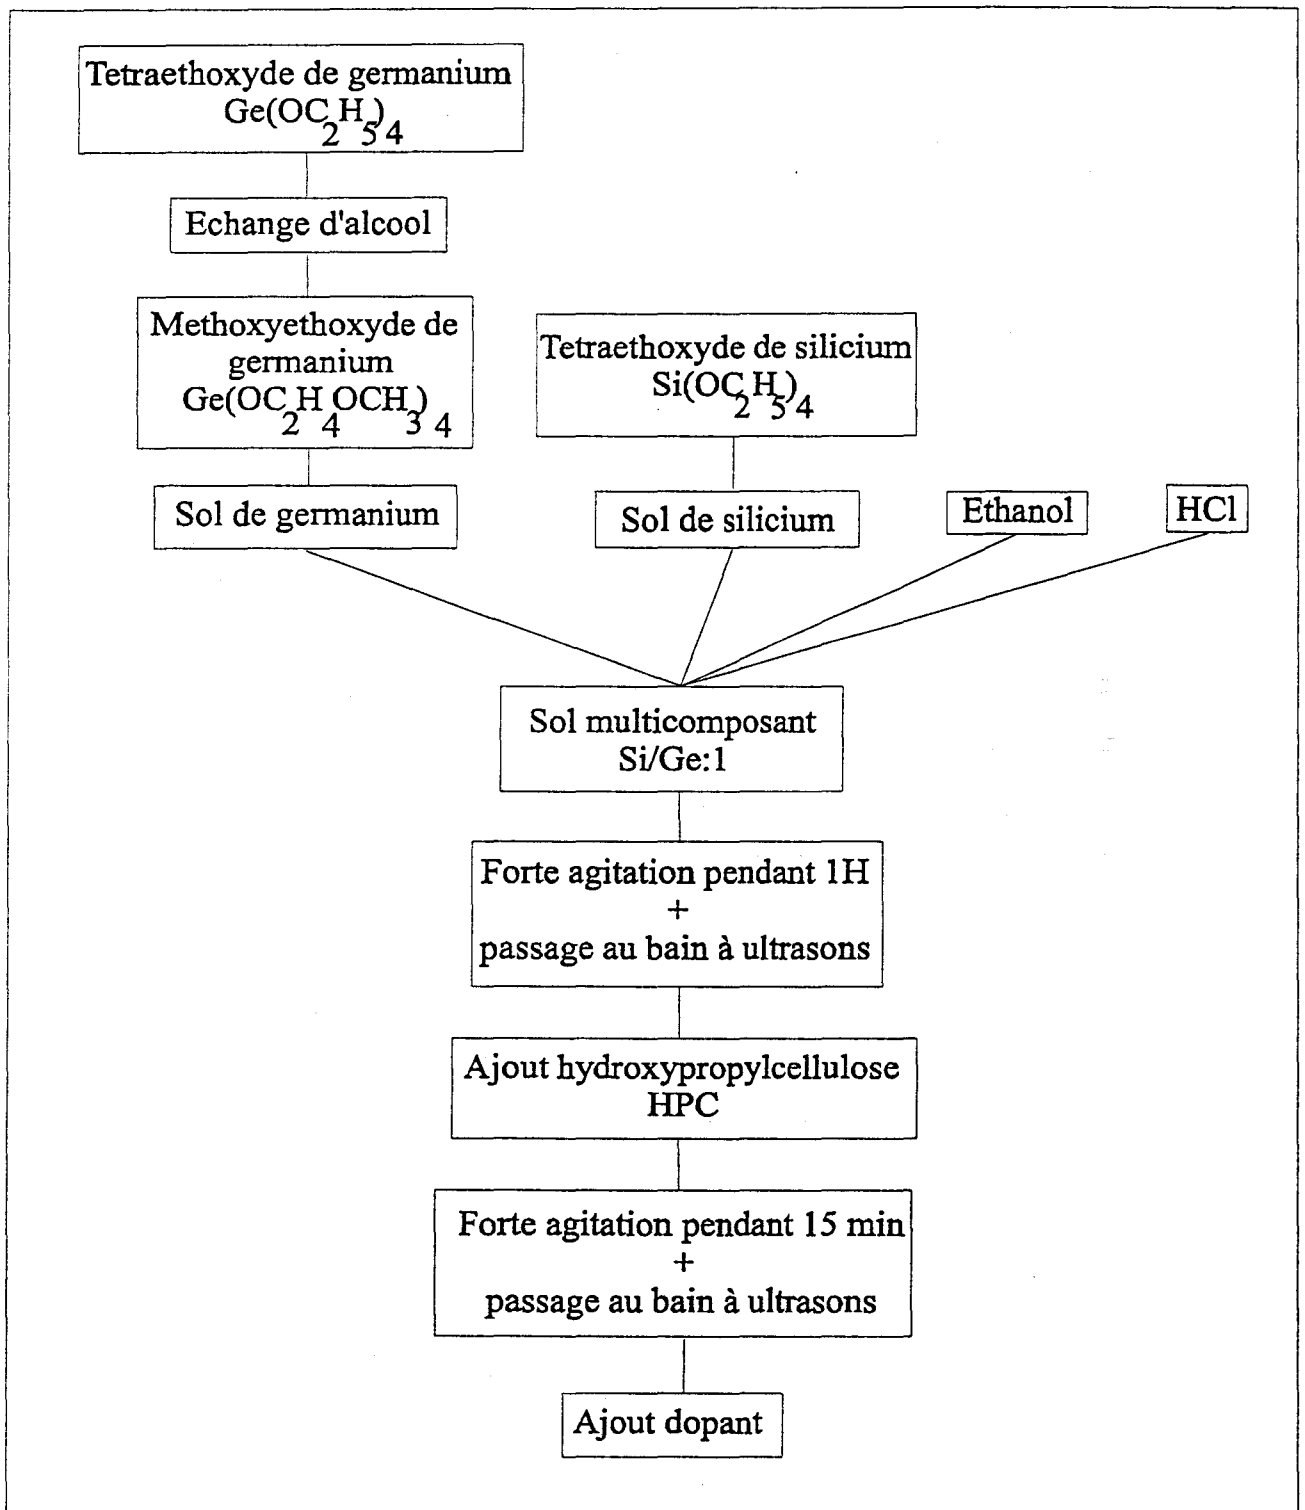 Tetraethoxyde de germanium
Ge(OC2H5)4
Echange d'alcool
Methoxyethoxyde de
germanium
Ge(OC2H4OCH3)4
Tetraethoxyde de silicium
Si(OC2H5)4
Sol de germanium
Sol de silicium
Ethanol
HCl
Sol multicomposant
Si/Ge:1
Forte agitation pendant 1H
+
passage au bain à ultrasons
Ajout hydroxypropylcellulose
HPC
Forte agitation pendant 15 min
+
passage au bain à ultrasons
Ajout dopant